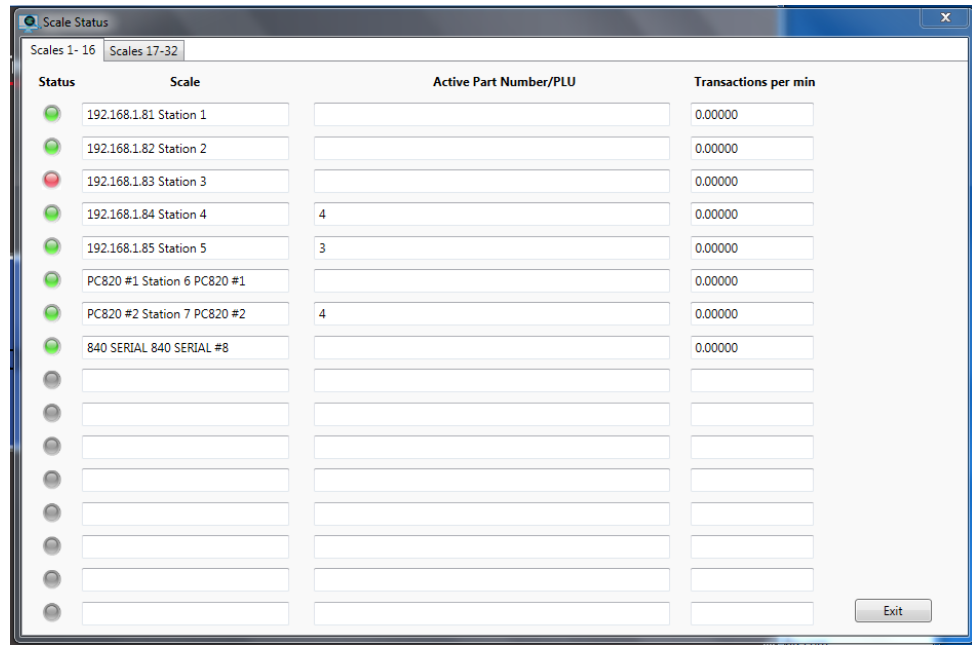 Scale Status
x
Scales 1- 16 Scales 17-32
Status Scale Active Part Number/PLU Transactions per min
192.168.1.81 Station 1 0.00000
192.168.1.82 Station 2 0.00000
192.168.1.83 Station 3 0.00000
192.168.1.84 Station 4 4 0.00000
192.168.1.85 Station 5 3 0.00000
PC820 #1 Station 6 PC820 #1 0.00000
PC820 #2 Station 7 PC820 #2 4 0.00000
840 SERIAL 840 SERIAL #8 0.00000
Exit